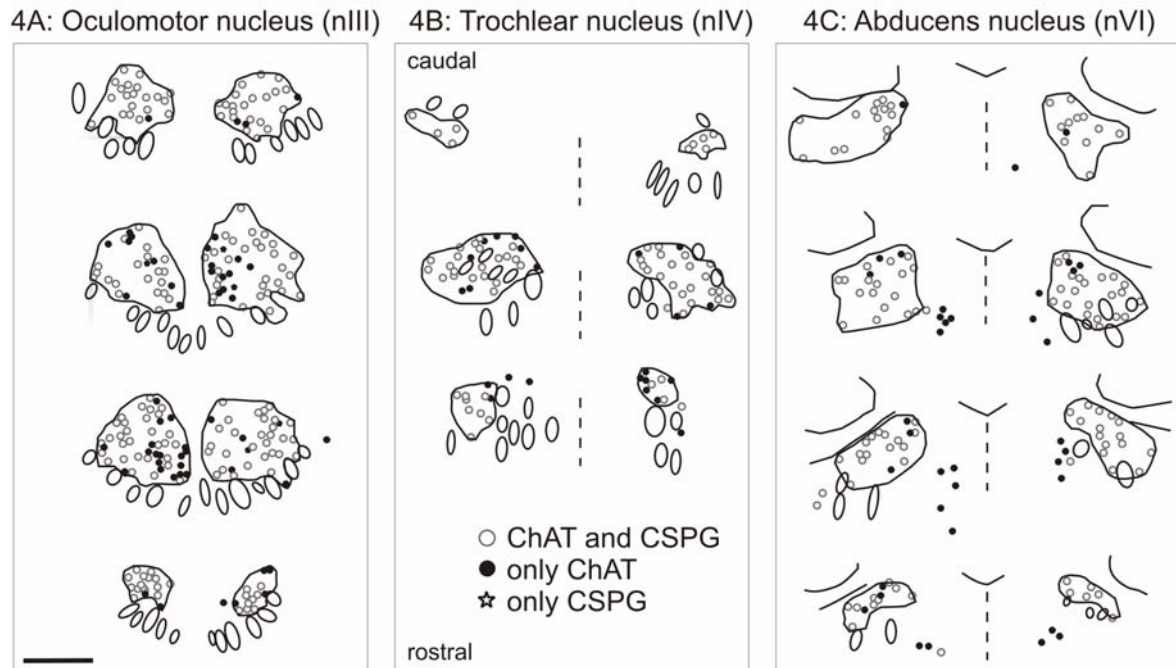 4A: Oculomotor nucleus (nIII)
4B: Trochlear nucleus (nIV)
4C: Abducens nucleus (nVI)
caudal
ChAT and CSPG
only ChAT
only CSPG
rostral